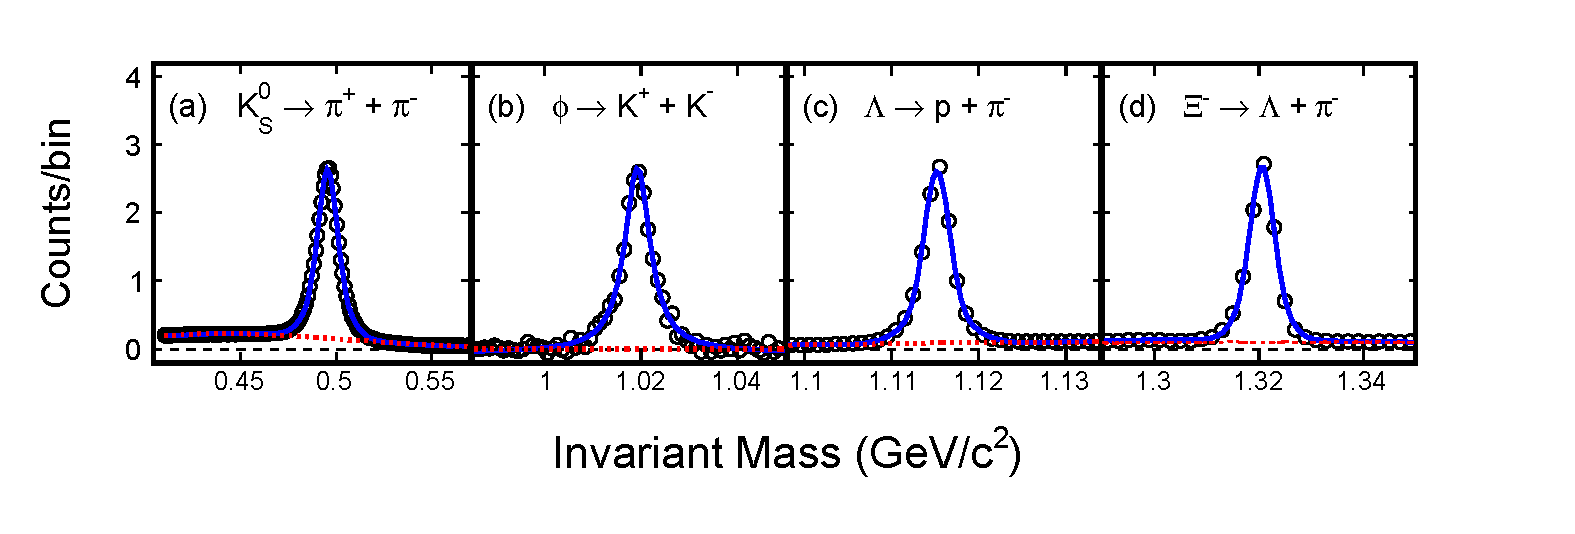 Counts/bin
4
3
2
1
0
(a) K⁰S → π⁺ + π⁻
(b) ϕ → K⁺ + K⁻
(c) Λ → p + π⁻
(d) Ξ⁻ → Λ + π⁻
0.45 0.5 0.55
1 1.02 1.04
1.1 1.11 1.12 1.13
1.3 1.32 1.34
Invariant Mass (GeV/c²)